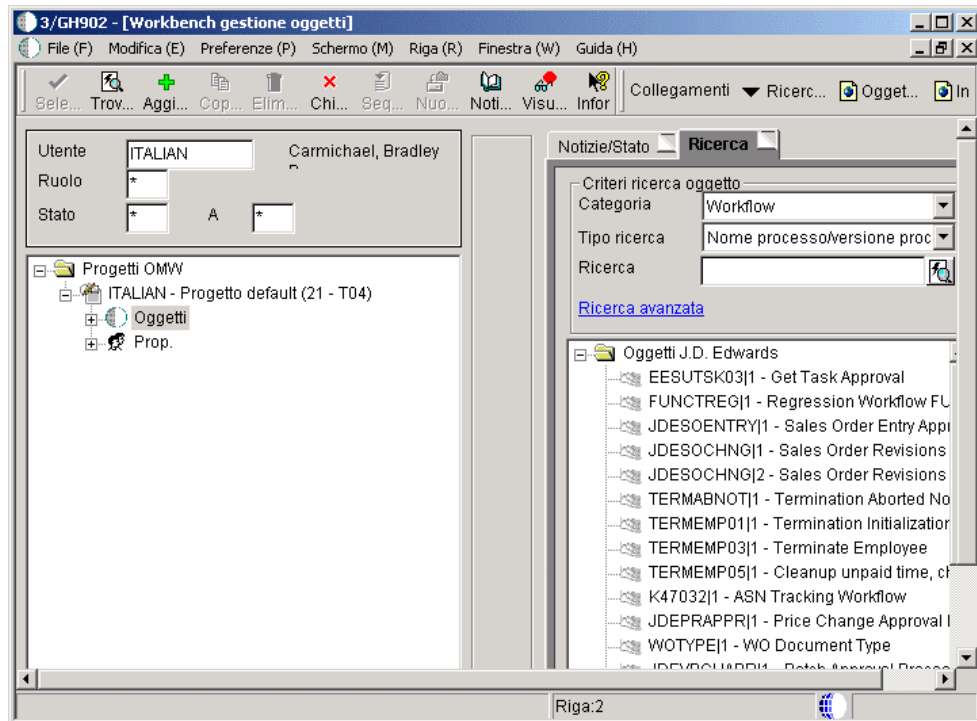 3/GH902 - [Workbench gestione oggetti]
File (F) Modifica (E) Preferenze (P) Schermo (M) Riga (R) Finestra (W) Guida (H)
Sele... Trov... Aggi... Cop... Elim... Chi... Seq... Nuo... Noti... Visu... Infor Collegamenti Ricerc... Ogget... In
Utente ITALIAN Carmichael, Bradley
Ruolo *
Stato * A *
Progetti OMW
ITALIAN - Progetto default (21 - T04)
Oggetti
Prop.
Notizie/Stato Ricerca
Criteri ricerca oggetto
Categoria Workflow
Tipo ricerca Nome processo/versione proc
Ricerca
Ricerca avanzata
Oggetti J.D. Edwards
EESUTSK03|1 - Get Task Approval
FUNCTREG|1 - Regression Workflow FU
JDESOENTRY|1 - Sales Order Entry Appr
JDESOCHNG|1 - Sales Order Revisions
JDESOCHNG|2 - Sales Order Revisions
TERMABNOT|1 - Termination Aborted No
TERMEMP01|1 - Termination Initialization
TERMEMP03|1 - Terminate Employee
TERMEMP05|1 - Cleanup unpaid time, ch
K47032|1 - ASN Tracking Workflow
JDEPRAPPR|1 - Price Change Approval
WOTYPE|1 - WO Document Type
Riga:2